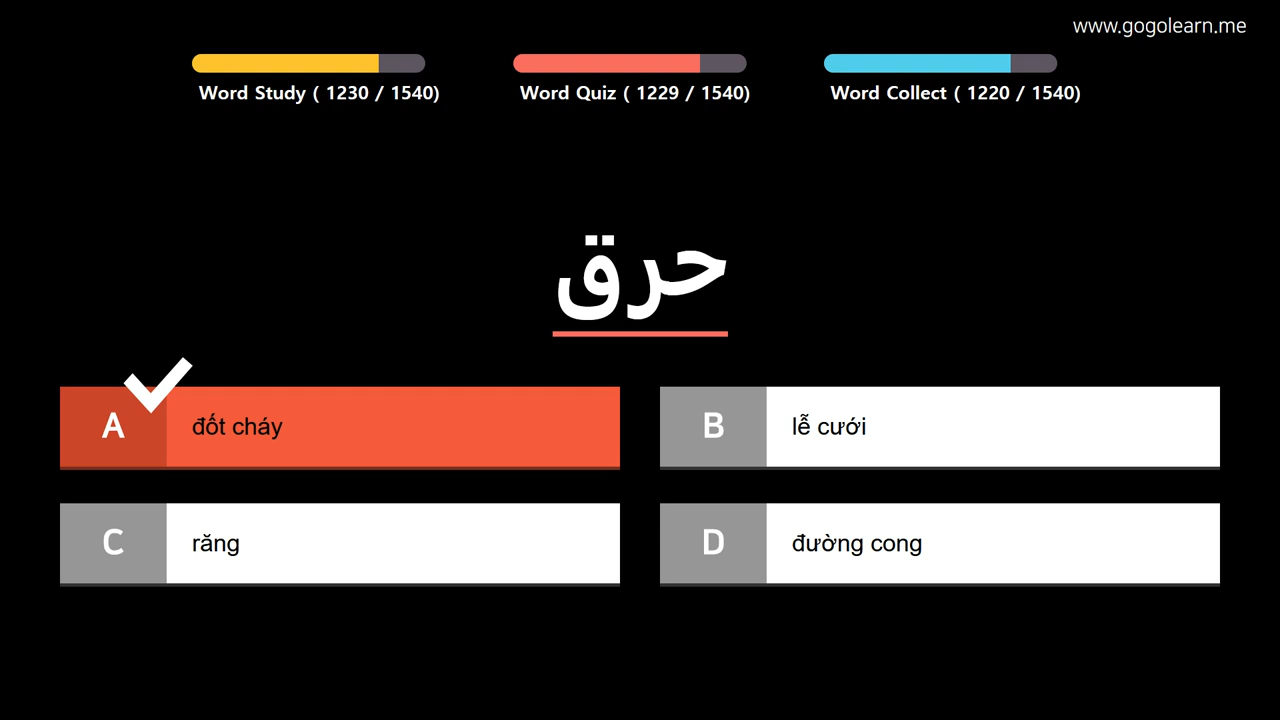 www.gogolearn.me
Word Study ( 1230 / 1540)
Word Quiz ( 1229 / 1540)
Word Collect ( 1220 / 1540)
حرق
A
đốt cháy
B
lễ cưới
C
răng
D
đường cong